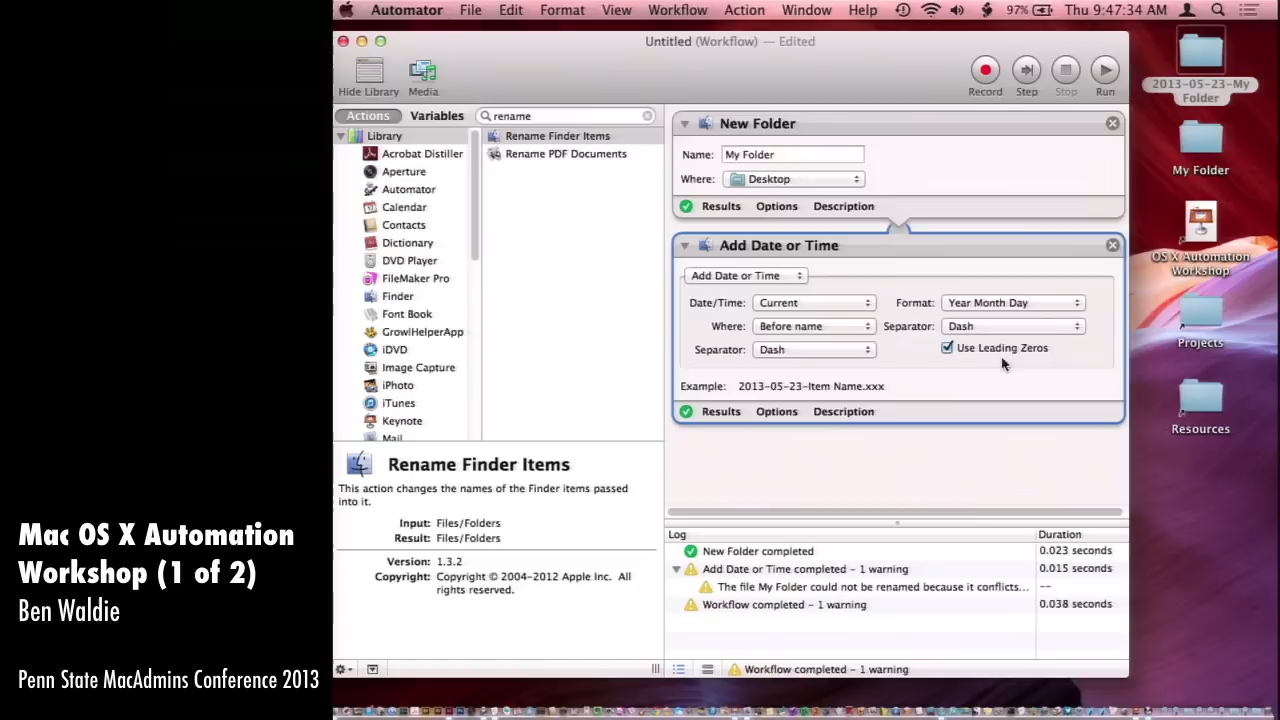 Automator File Edit Format View Workflow Action Window Help 97% Thu 9:47:34 AM
Untitled (Workflow) — Edited
Hide Library Media Record Step Stop Run
Actions Variables rename
Library
Acrobat Distiller
Aperture
Automator
Calendar
Contacts
Dictionary
DVD Player
FileMaker Pro
Finder
Font Book
GrowlHelperApp
iDVD
Image Capture
iPhoto
iTunes
Keynote
Mail
Rename Finder Items
Rename PDF Documents
New Folder
Name: My Folder
Where: Desktop
Results Options Description
Add Date or Time
Add Date or Time
Date/Time: Current Format: Year Month Day
Where: Before name Separator: Dash
Separator: Dash Use Leading Zeros
Example: 2013-05-23-Item Name.xxx
Results Options Description
Rename Finder Items
This action changes the names of the Finder items passed
into it.
Input: Files/Folders
Result: Files/Folders
Version: 1.3.2
Copyright: Copyright © 2004-2012 Apple Inc. All
rights reserved.
Log Duration
New Folder completed 0.023 seconds
Add Date or Time completed – 1 warning 0.015 seconds
The file My Folder could not be renamed because it conflicts... --
Workflow completed – 1 warning 0.038 seconds
Workflow completed – 1 warning
2013-05-23-My
Folder
My Folder
OS X Automation
Workshop
Projects
Resources
Mac OS X Automation
Workshop (1 of 2)
Ben Waldie
Penn State MacAdmins Conference 2013